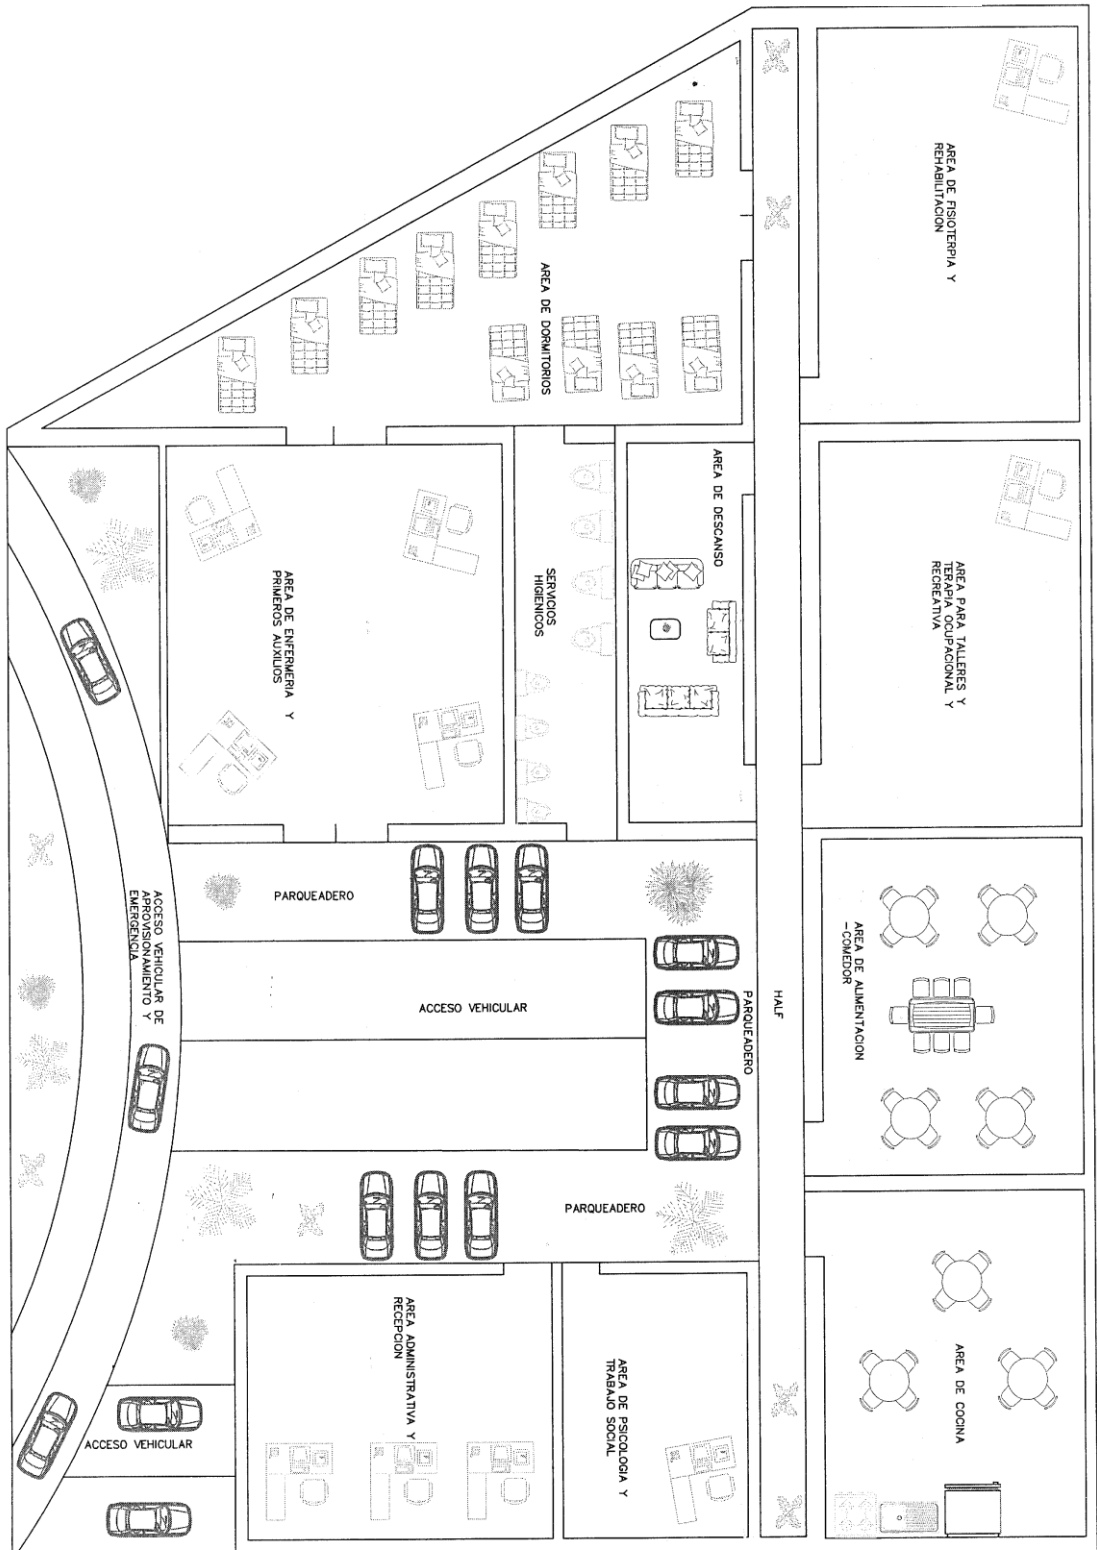 AREA DE FISIOTERPIA Y
REHABILITACION
AREA DE DORMITORIOS
AREA DE DESCANSO
AREA PARA TALLERES Y
TERAPIA OCUPACIONAL Y
RECREATIVA
SERVICIOS
HIGIENICOS
AREA DE ENFERMERIA Y
PRIMEROS AUXILIOS
PARQUEADERO
ACCESO VEHICULAR DE
APROVISIONAMIENTO Y
EMERGENCIA
ACCESO VEHICULAR
PARQUEADERO
HALF
AREA DE ALIMENTACION
-COMEDOR
PARQUEADERO
AREA ADMINISTRATIVA Y
RECEPCION
AREA DE PSICOLOGIA Y
TRABAJO SOCIAL
AREA DE COCINA
ACCESO VEHICULAR